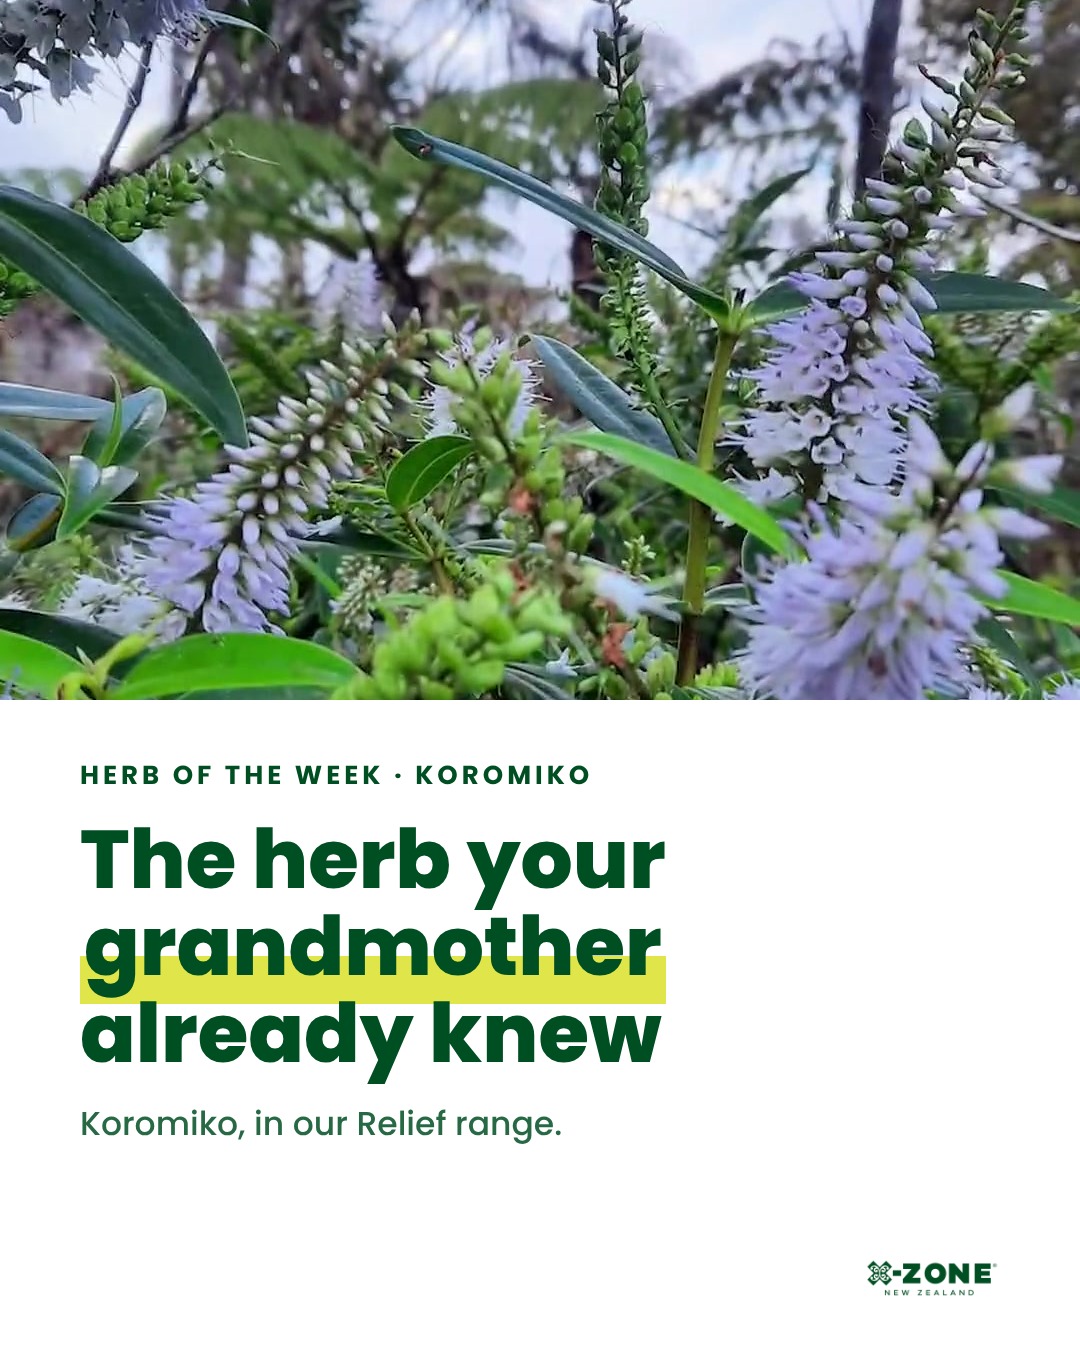 HERB OF THE WEEK · KOROMIKO
The herb your
grandmother
already knew
Koromiko, in our Relief range.
X-ZONE®
NEW ZEALAND